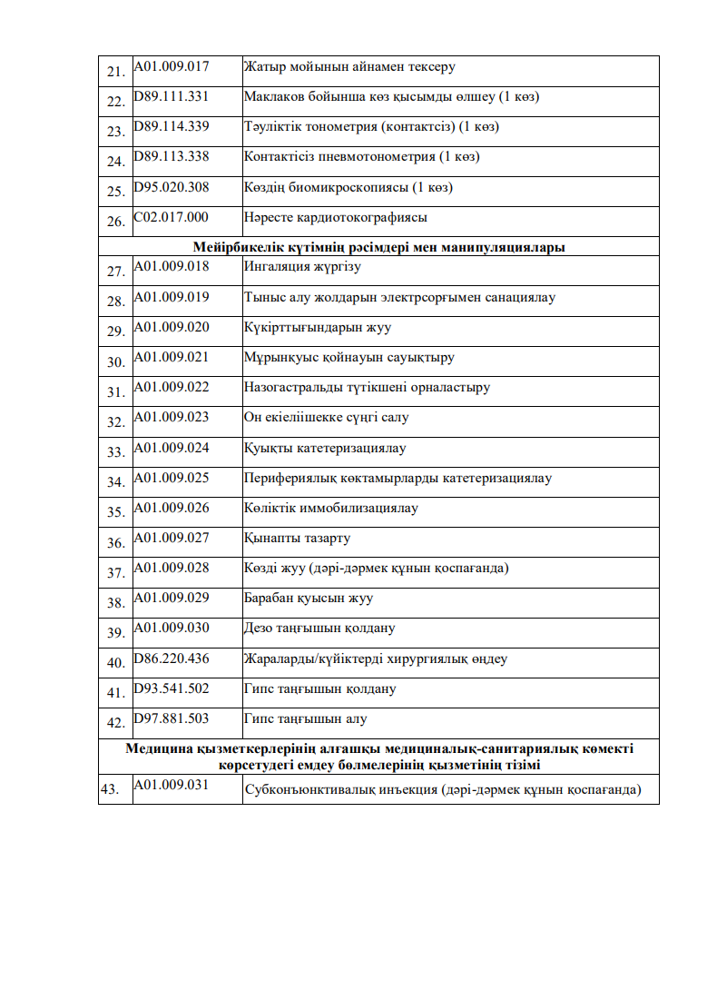 21. A01.009.017 Жатыр мойынын айнамен тексеру
22. D89.111.331 Маклаков бойынша көз қысымды өлшеу (1 көз)
23. D89.114.339 Тәуліктік тонометрия (контактсіз) (1 көз)
24. D89.113.338 Контактісіз пневмотонометрия (1 көз)
25. D95.020.308 Көздің биомикроскопиясы (1 көз)
26. C02.017.000 Нәресте кардиотокографиясы
Мейірбикелік күтімнің рәсімдері мен манипуляциялары
27. A01.009.018 Ингаляция жүргізу
28. A01.009.019 Тыныс алу жолдарын электрсорғымен санациялау
29. A01.009.020 Күкірттығындарын жуу
30. A01.009.021 Мұрынқуыс қойнауын сауықтыру
31. A01.009.022 Назогастральды түтікшені орналастыру
32. A01.009.023 Он екіеліішекке сүңгі салу
33. A01.009.024 Қуықты катетеризациялау
34. A01.009.025 Перифериялық көктамырларды катетеризациялау
35. A01.009.026 Көліктік иммобилизациялау
36. A01.009.027 Қынапты тазарту
37. A01.009.028 Көзді жуу (дәрі-дәрмек құнын қоспағанда)
38. A01.009.029 Барабан қуысын жуу
39. A01.009.030 Дезо таңғышын қолдану
40. D86.220.436 Жараларды/күйіктерді хирургиялық өңдеу
41. D93.541.502 Гипс таңғышын қолдану
42. D97.881.503 Гипс таңғышын алу
Медицина қызметкерлерінің алғашқы медициналық-санитариялық көмекті
көрсетудегі емдеу бөлмелерінің қызметінің тізімі
43. A01.009.031 Субконъюнктивалық инъекция (дәрі-дәрмек құнын қоспағанда)